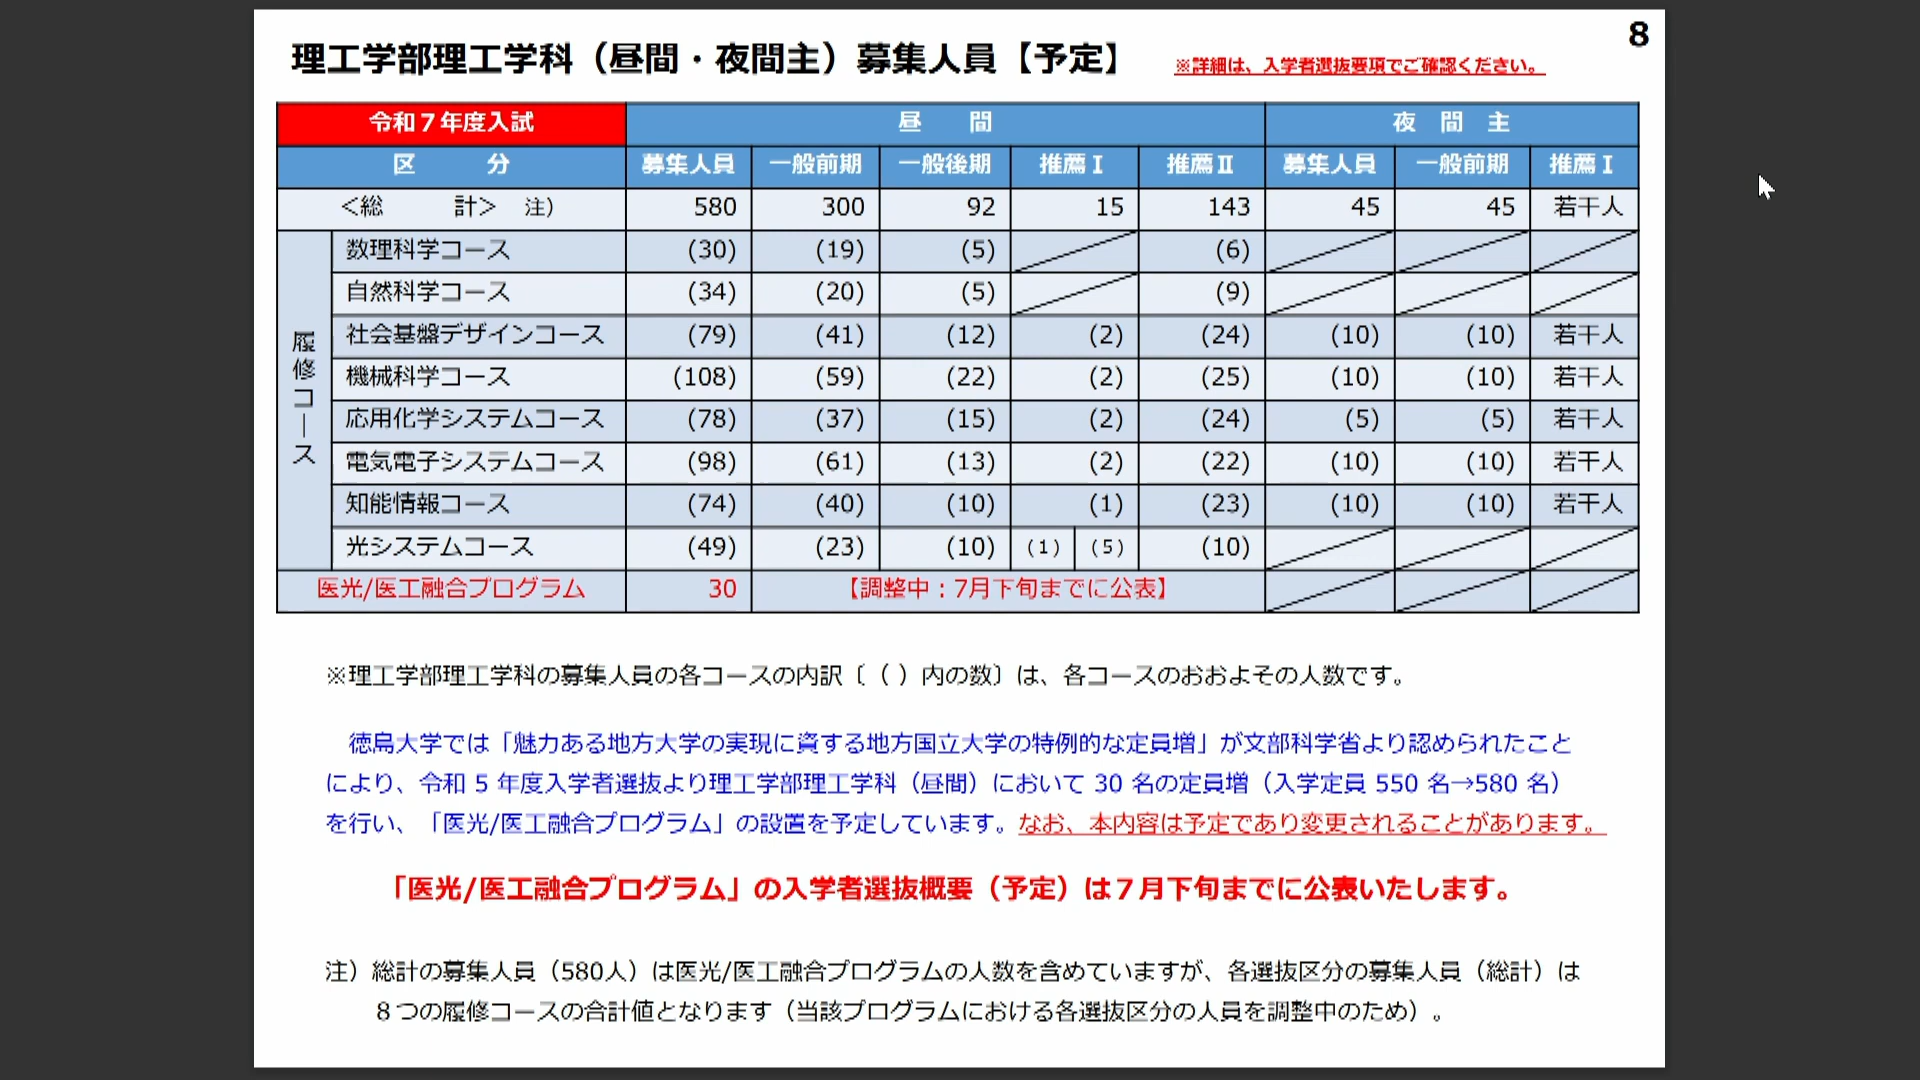 8
理工学部理工学科（昼間・夜間主）募集人員【予定】 ※詳細は、入学者選抜要項でご確認ください。
令和７年度入試 昼　　間 夜　間　主
区　　　分 募集人員 一般前期 一般後期 推薦Ⅰ 推薦Ⅱ 募集人員 一般前期 推薦Ⅰ
＜総　　　計＞　注） 580 300 92 15 143 45 45 若干人
履修コース
数理科学コース (30) (19) (5) (6)
自然科学コース (34) (20) (5) (9)
社会基盤デザインコース (79) (41) (12) (2) (24) (10) (10) 若干人
機械科学コース (108) (59) (22) (2) (25) (10) (10) 若干人
応用化学システムコース (78) (37) (15) (2) (24) (5) (5) 若干人
電気電子システムコース (98) (61) (13) (2) (22) (10) (10) 若干人
知能情報コース (74) (40) (10) (1) (23) (10) (10) 若干人
光システムコース (49) (23) (10) (1) (5) (10)
医光/医工融合プログラム 30 【調整中：7月下旬までに公表】
※理工学部理工学科の募集人員の各コースの内訳〔（ ）内の数〕は、各コースのおおよその人数です。
徳島大学では「魅力ある地方大学の実現に資する地方国立大学の特例的な定員増」が文部科学省より認められたこと
により、令和 5 年度入学者選抜より理工学部理工学科（昼間）において 30 名の定員増（入学定員 550 名→580 名）
を行い、「医光/医工融合プログラム」の設置を予定しています。なお、本内容は予定であり変更されることがあります。
「医光/医工融合プログラム」の入学者選抜概要（予定）は７月下旬までに公表いたします。
注）総計の募集人員（580人）は医光/医工融合プログラムの人数を含めていますが、各選抜区分の募集人員（総計）は
８つの履修コースの合計値となります（当該プログラムにおける各選抜区分の人員を調整中のため）。